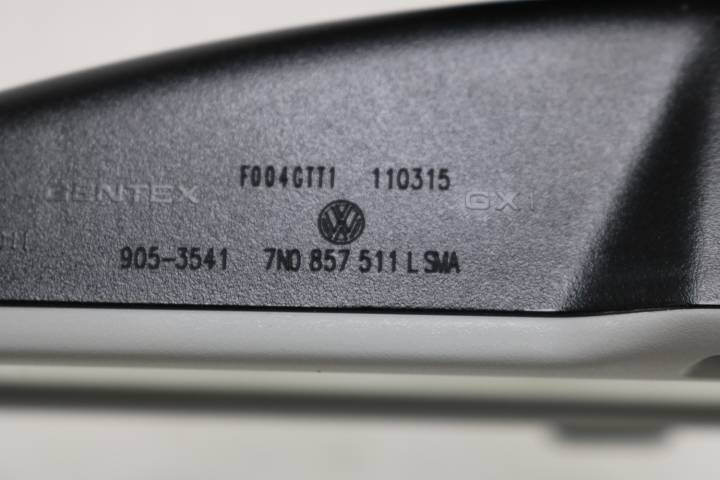 F004GTT1 110315
GENTEX GX1
905-3541 7N0 857 511 L SMA